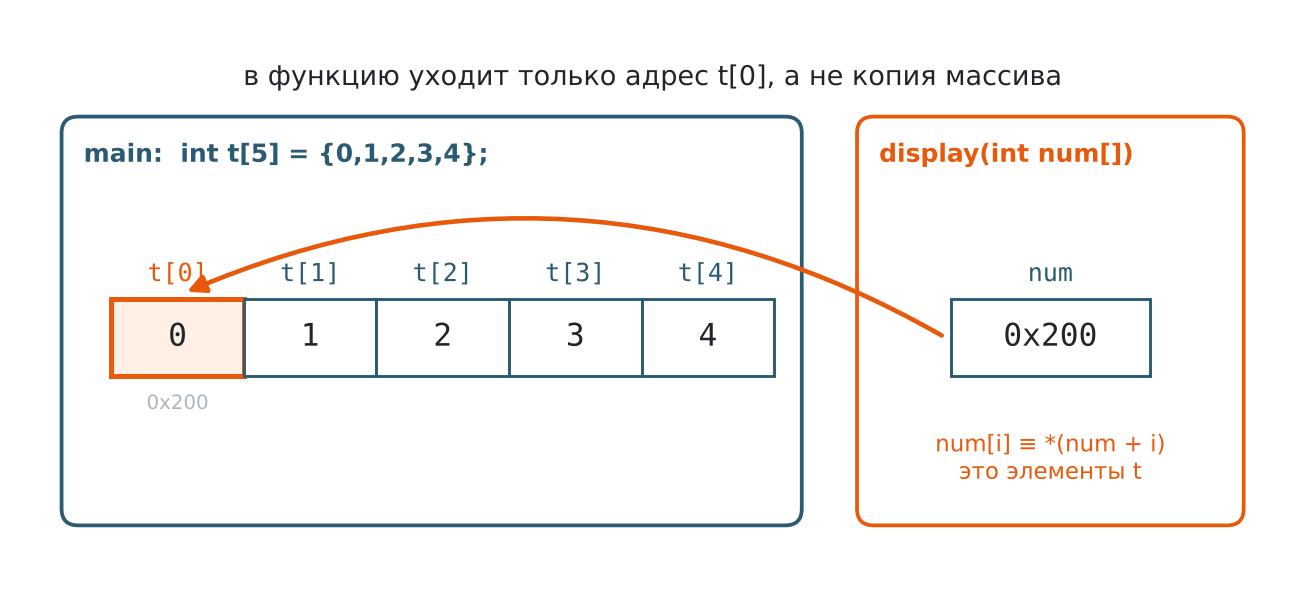 в функцию уходит только адрес t[0], а не копия массива
main:  int t[5] = {0,1,2,3,4};
display(int num[])
t[0] t[1] t[2] t[3] t[4]
num
0 1 2 3 4
0x200
0x200
num[i] ≡ *(num + i)
это элементы t